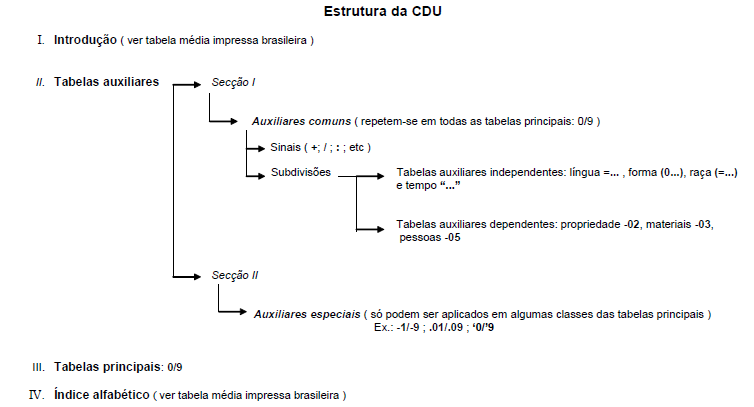 Estrutura da CDU
I. Introdução ( ver tabela média impressa brasileira )
II. Tabelas auxiliares
Secção I
Auxiliares comuns ( repetem-se em todas as tabelas principais: 0/9 )
Sinais ( +; / ; : ; etc )
Subdivisões
Tabelas auxiliares independentes: língua =... , forma (0...), raça (=...)
e tempo “...”
Tabelas auxiliares dependentes: propriedade -02, materiais -03,
pessoas -05
Secção II
Auxiliares especiais ( só podem ser aplicados em algumas classes das tabelas principais )
Ex.: -1/-9 ; .01/.09 ; ‘0/’9
III. Tabelas principais: 0/9
IV. Índice alfabético ( ver tabela média impressa brasileira )